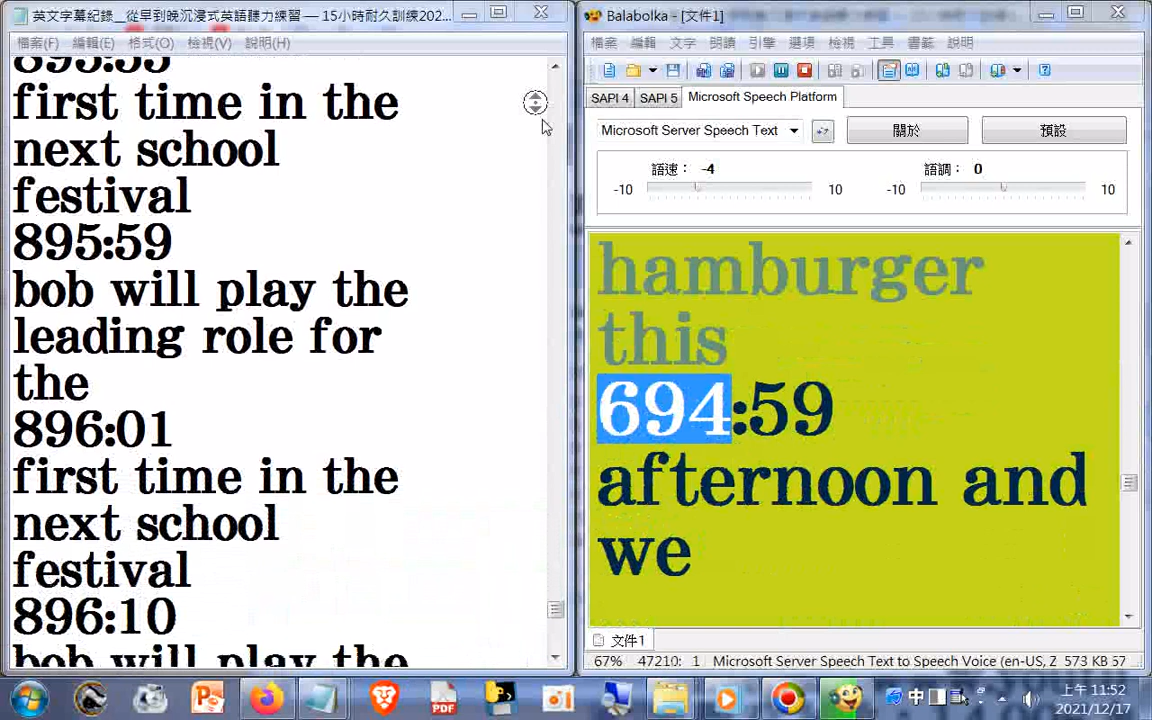 英文字幕紀錄__從早到晚沉浸式英語聽力練習 — 15小時耐久訓練202...
檔案(F) 編輯(E) 格式(O) 檢視(V) 說明(H)
895:55
first time in the
next school
festival
895:59
bob will play the
leading role for
the
896:01
first time in the
next school
festival
896:10
bob will play the
Balabolka - [文件1]
檔案 編輯 文字 朗讀 引擎 選項 檢視 工具 書籤 說明
SAPI 4 SAPI 5 Microsoft Speech Platform
Microsoft Server Speech Text 關於 預設
語速： -4 語調： 0
-10 10 -10 10
hamburger
this
694:59
afternoon and
we
文件1
67% 47210: 1 Microsoft Server Speech Text to Speech Voice (en-US, Z 573 KB 57
中 上午 11:52
2021/12/17